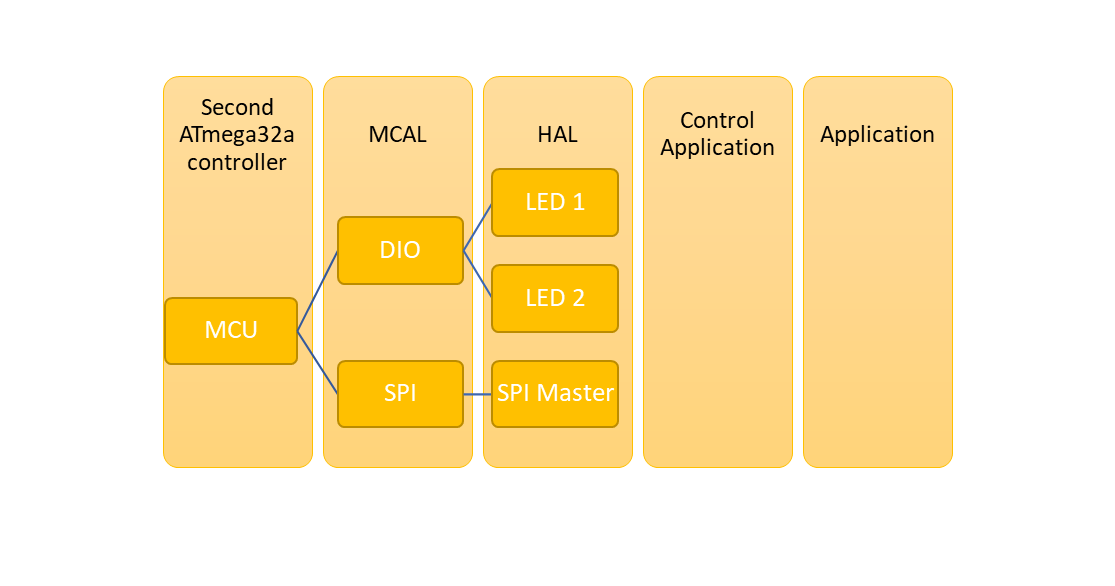 Second
ATmega32a
controller
MCAL
HAL
Control
Application
Application
LED 1
DIO
LED 2
MCU
SPI
SPI Master